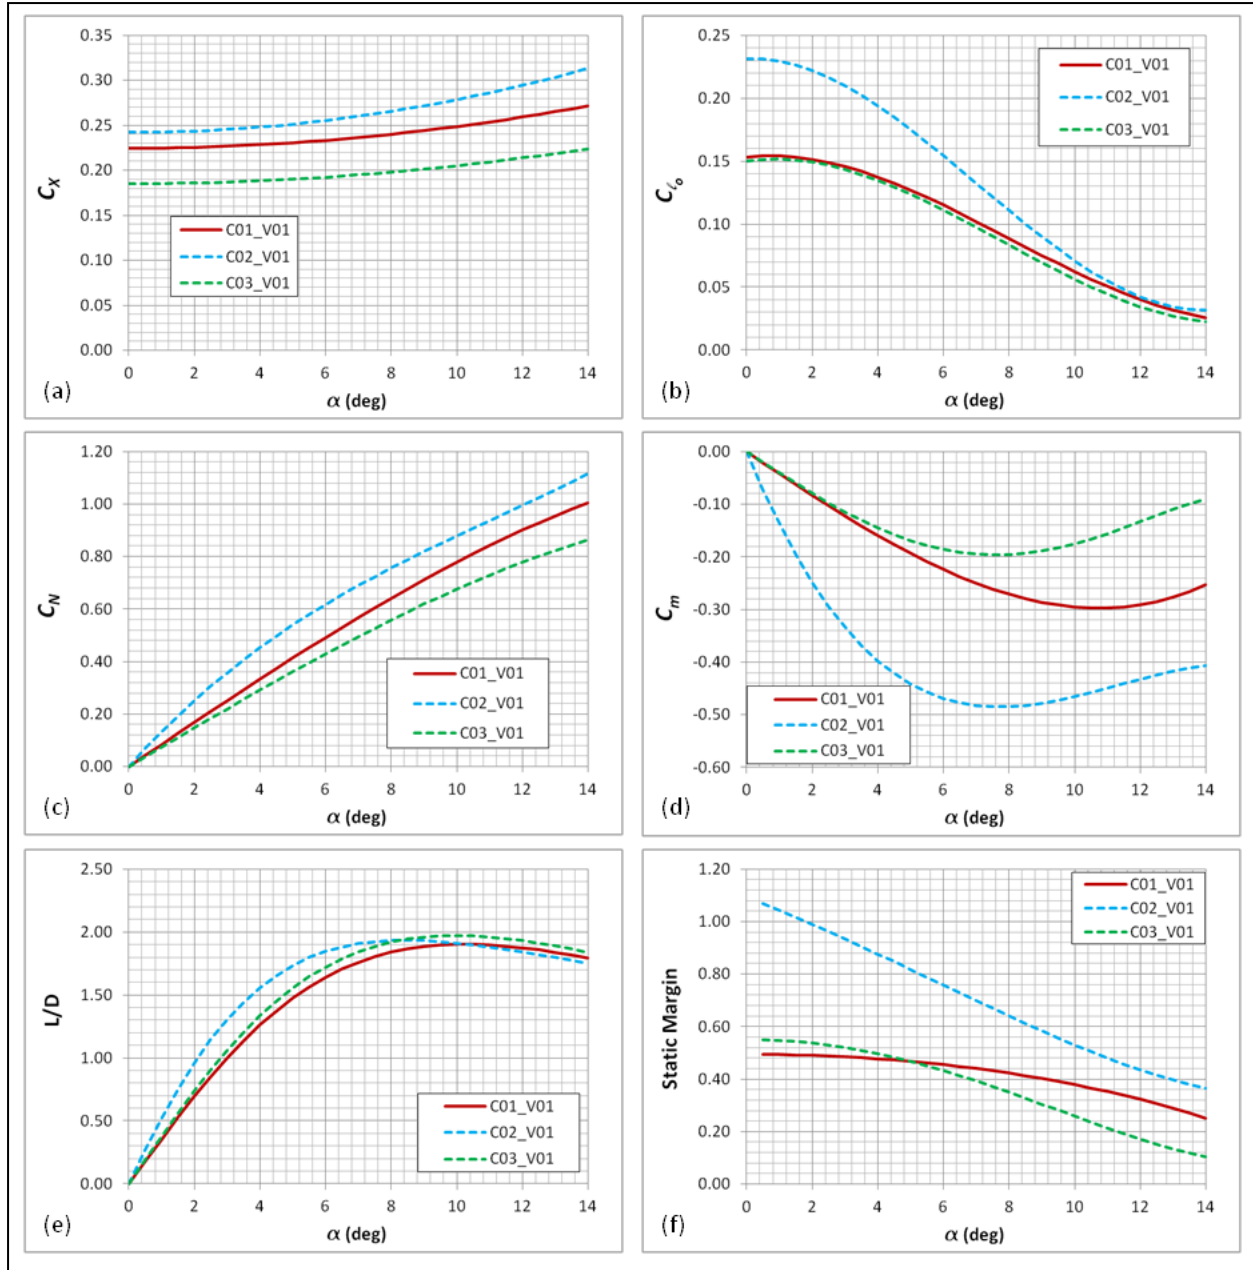 0.35
0.30
0.25
0.20
0.15
0.10
0.05
0.00
C_X
C01_V01
C02_V01
C03_V01
0 2 4 6 8 10 12 14
(a)
α (deg)
0.25
0.20
0.15
0.10
0.05
0.00
C_ℓ_o
C01_V01
C02_V01
C03_V01
0 2 4 6 8 10 12 14
(b)
α (deg)
1.20
1.00
0.80
0.60
0.40
0.20
0.00
C_N
C01_V01
C02_V01
C03_V01
0 2 4 6 8 10 12 14
(c)
α (deg)
0.00
-0.10
-0.20
-0.30
-0.40
-0.50
-0.60
C_m
C01_V01
C02_V01
C03_V01
0 2 4 6 8 10 12 14
(d)
α (deg)
2.50
2.00
1.50
1.00
0.50
0.00
L/D
C01_V01
C02_V01
C03_V01
0 2 4 6 8 10 12 14
(e)
α (deg)
1.20
1.00
0.80
0.60
0.40
0.20
0.00
Static Margin
C01_V01
C02_V01
C03_V01
0 2 4 6 8 10 12 14
(f)
α (deg)